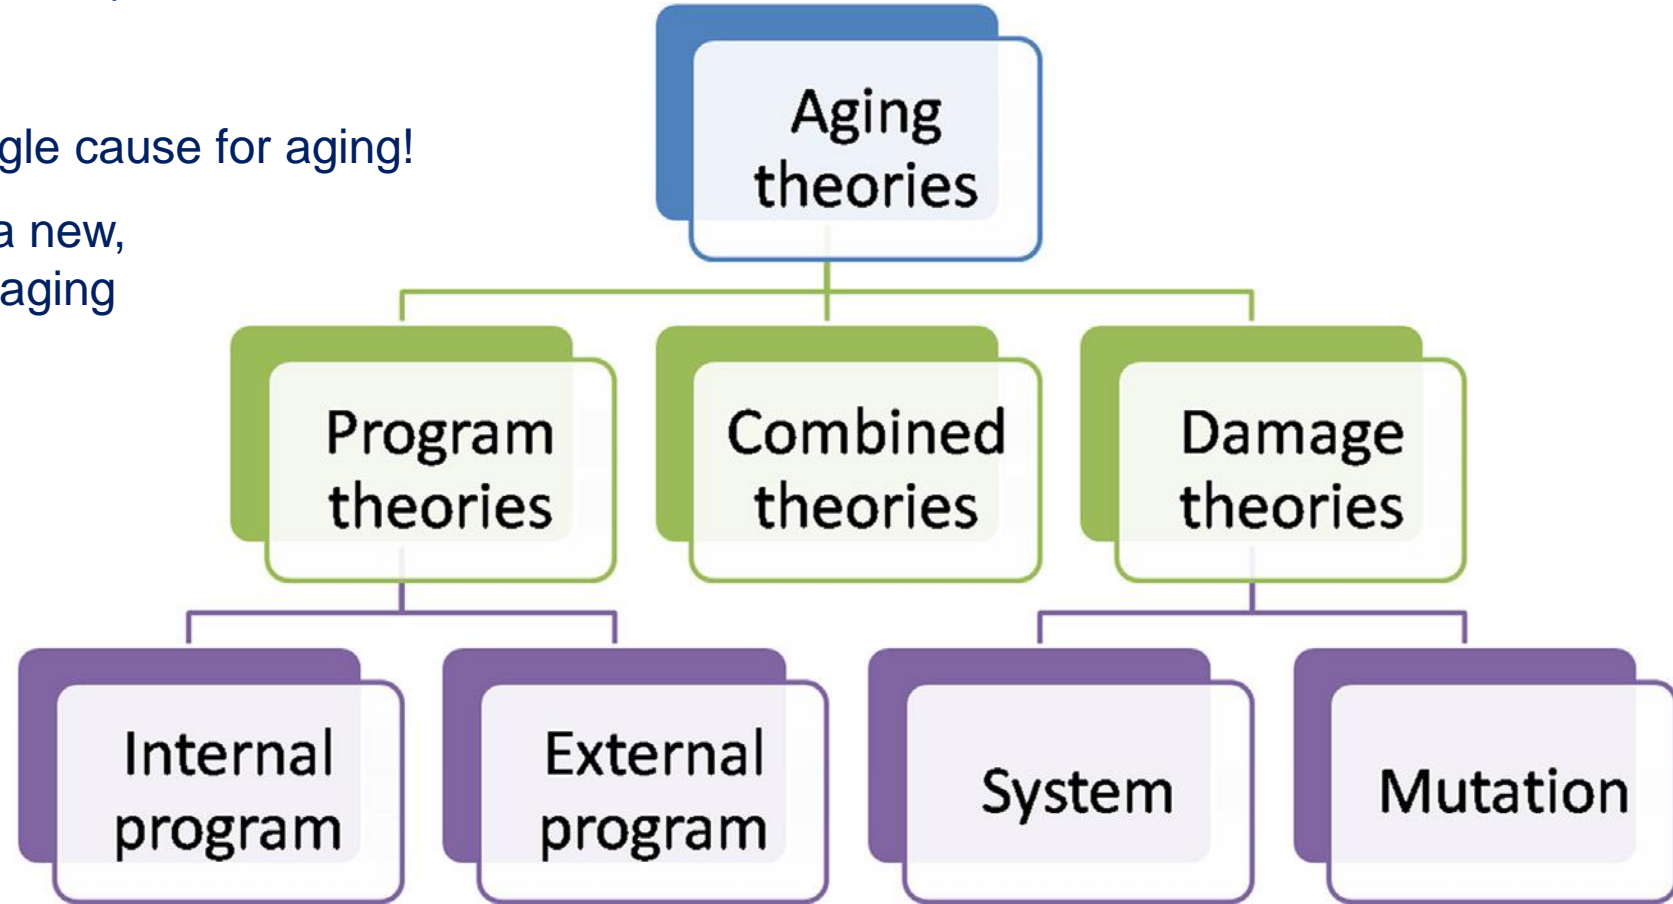 gle cause for aging!
a new,
aging
Aging
theories
Program
theories
Combined
theories
Damage
theories
Internal
program
External
program
System
Mutation